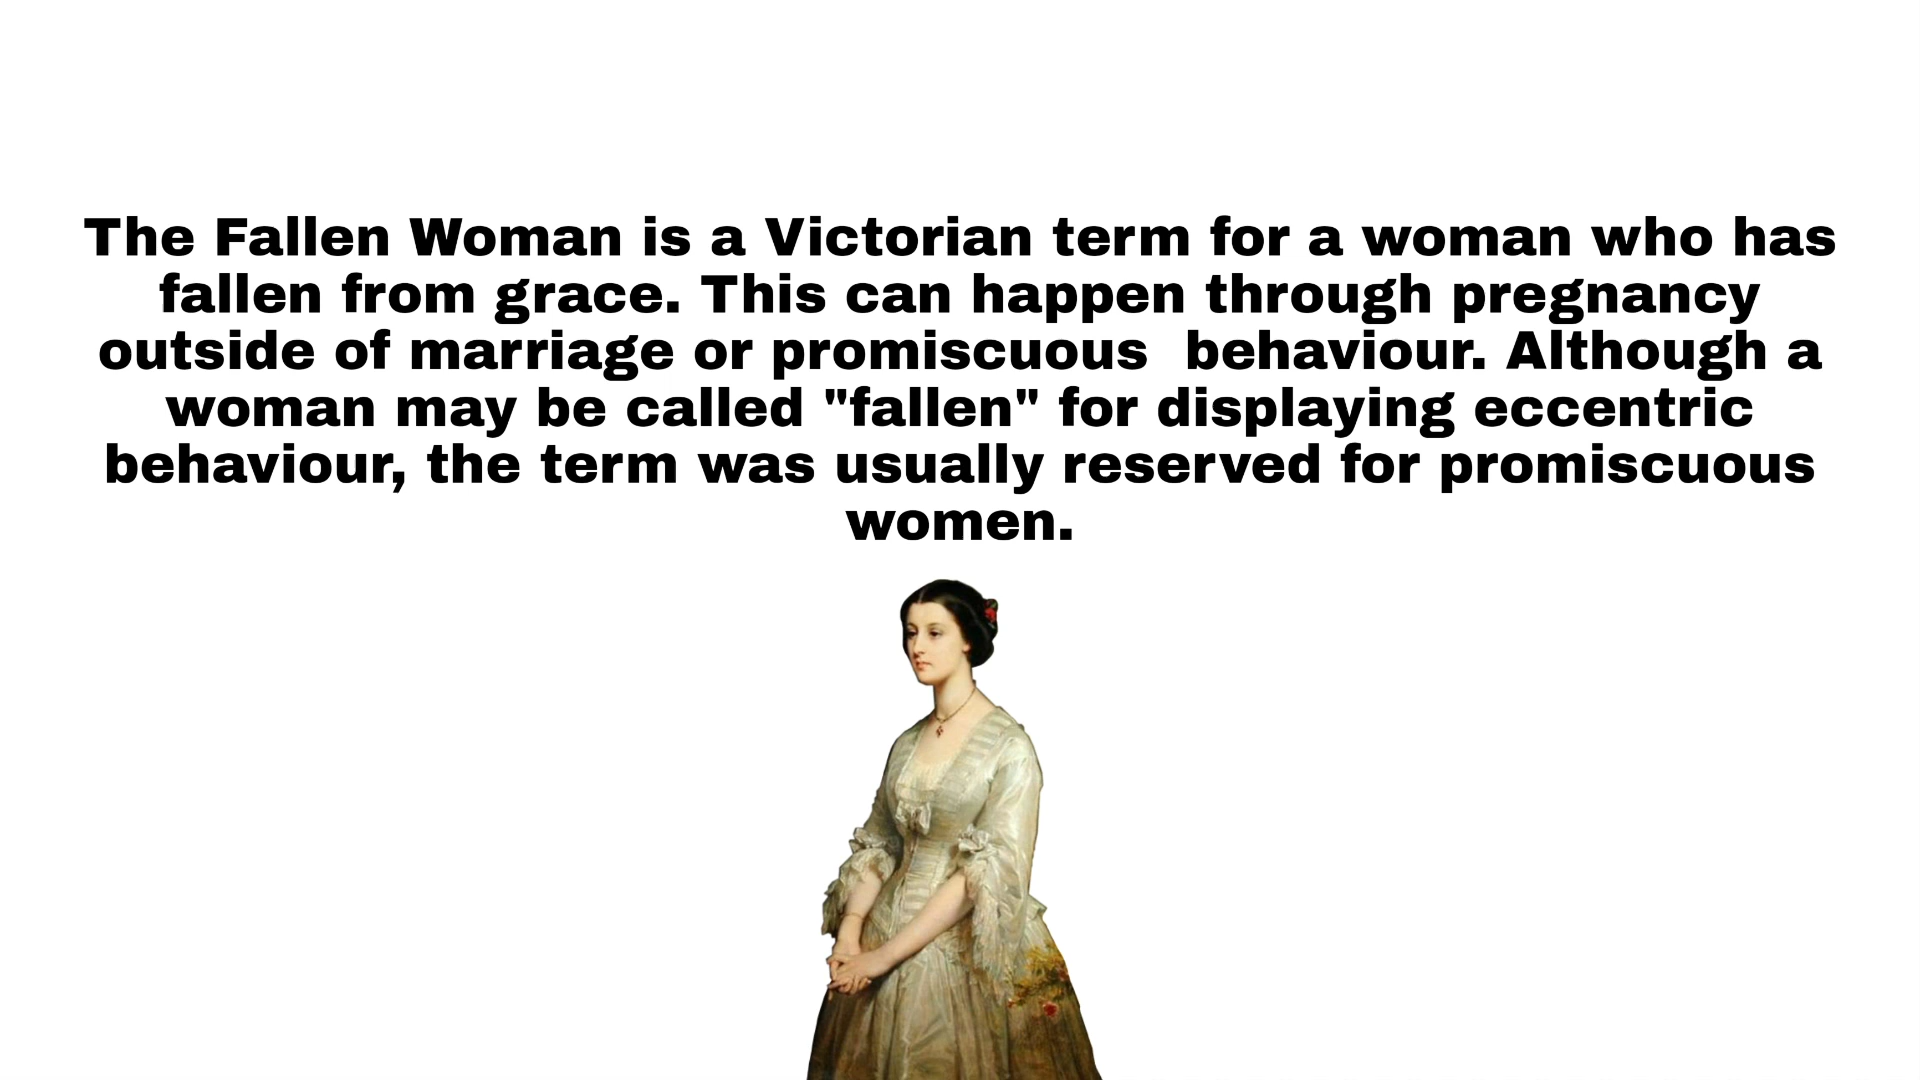 The Fallen Woman is a Victorian term for a woman who has
fallen from grace. This can happen through pregnancy
outside of marriage or promiscuous  behaviour. Although a
woman may be called "fallen" for displaying eccentric
behaviour, the term was usually reserved for promiscuous
women.